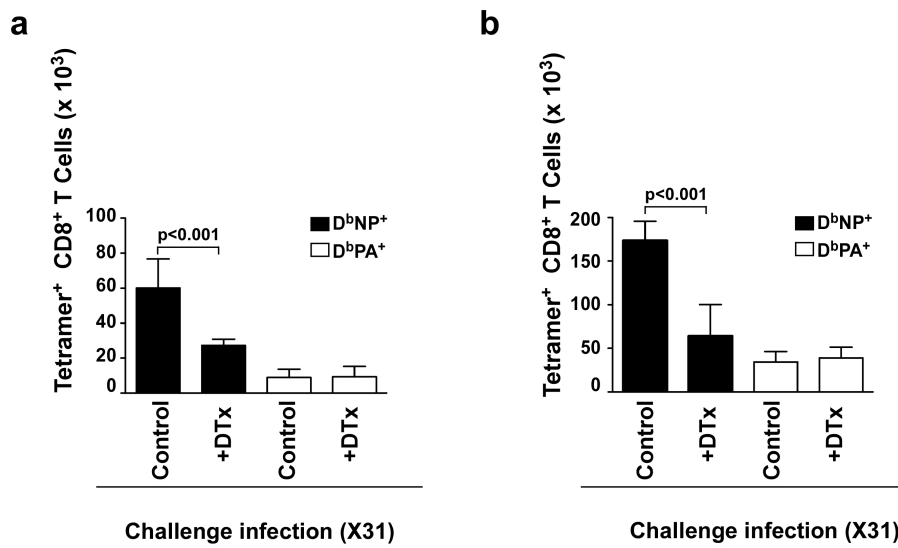 a
Tetramer⁺ CD8⁺ T Cells (x 10³)
100
80
60
40
20
0
p<0.001
DᵇNP⁺
DᵇPA⁺
Control
+DTx
Control
+DTx
Challenge infection (X31)
b
Tetramer⁺ CD8⁺ T Cells (x 10³)
200
150
100
50
0
p<0.001
DᵇNP⁺
DᵇPA⁺
Control
+DTx
Control
+DTx
Challenge infection (X31)